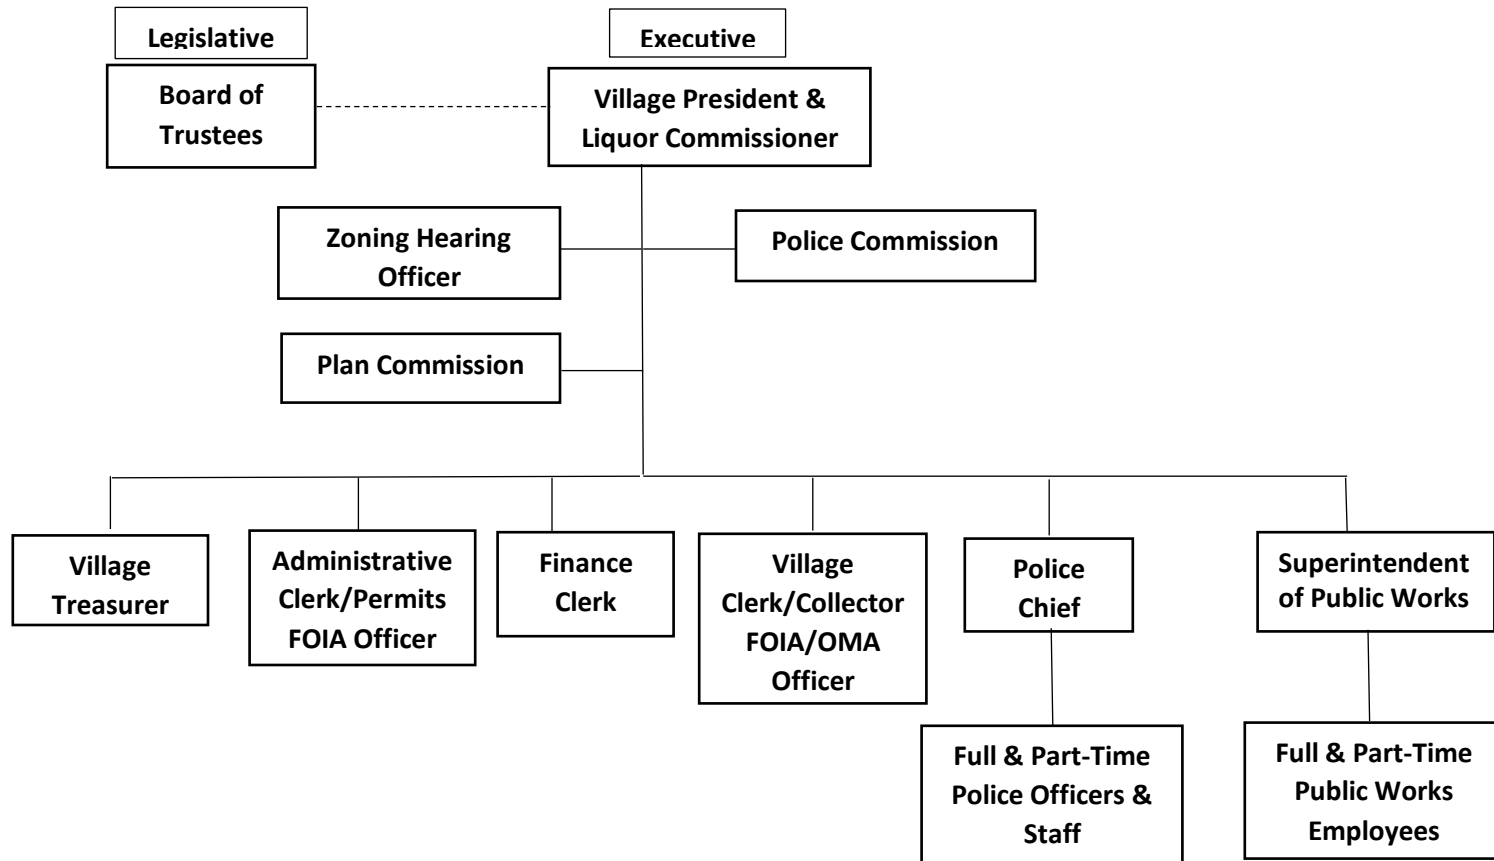 Legislative
Executive
Board of
Trustees
Village President &
Liquor Commissioner
Zoning Hearing
Officer
Police Commission
Plan Commission
Village
Treasurer
Administrative
Clerk/Permits
FOIA Officer
Finance
Clerk
Village
Clerk/Collector
FOIA/OMA
Officer
Police
Chief
Superintendent
of Public Works
Full & Part-Time
Police Officers &
Staff
Full & Part-Time
Public Works
Employees